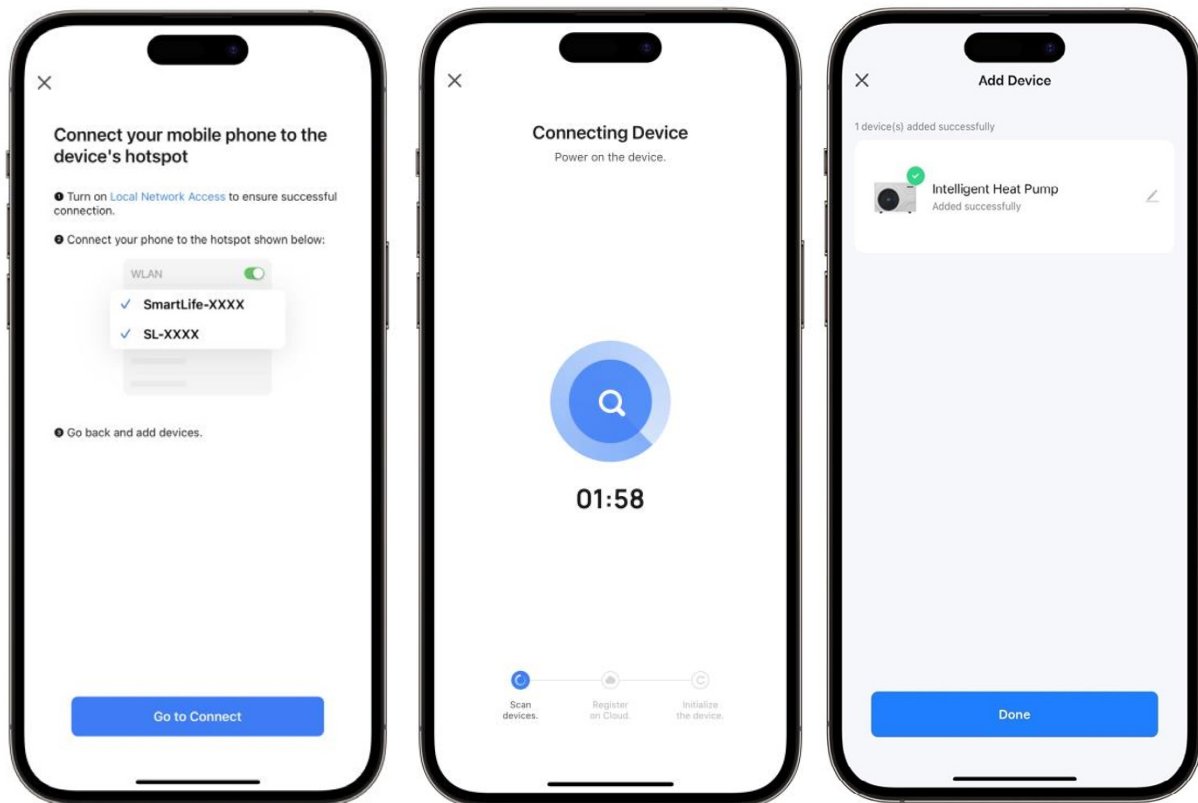 Connect your mobile phone to the
device's hotspot
❶ Turn on Local Network Access to ensure successful
connection.
❷ Connect your phone to the hotspot shown below:
WLAN
SmartLife-XXXX
SL-XXXX
❸ Go back and add devices.
Go to Connect
Connecting Device
Power on the device.
01:58
Scan
devices.
Register
on Cloud.
Initialize
the device.
Add Device
1 device(s) added successfully
Intelligent Heat Pump
Added successfully
Done